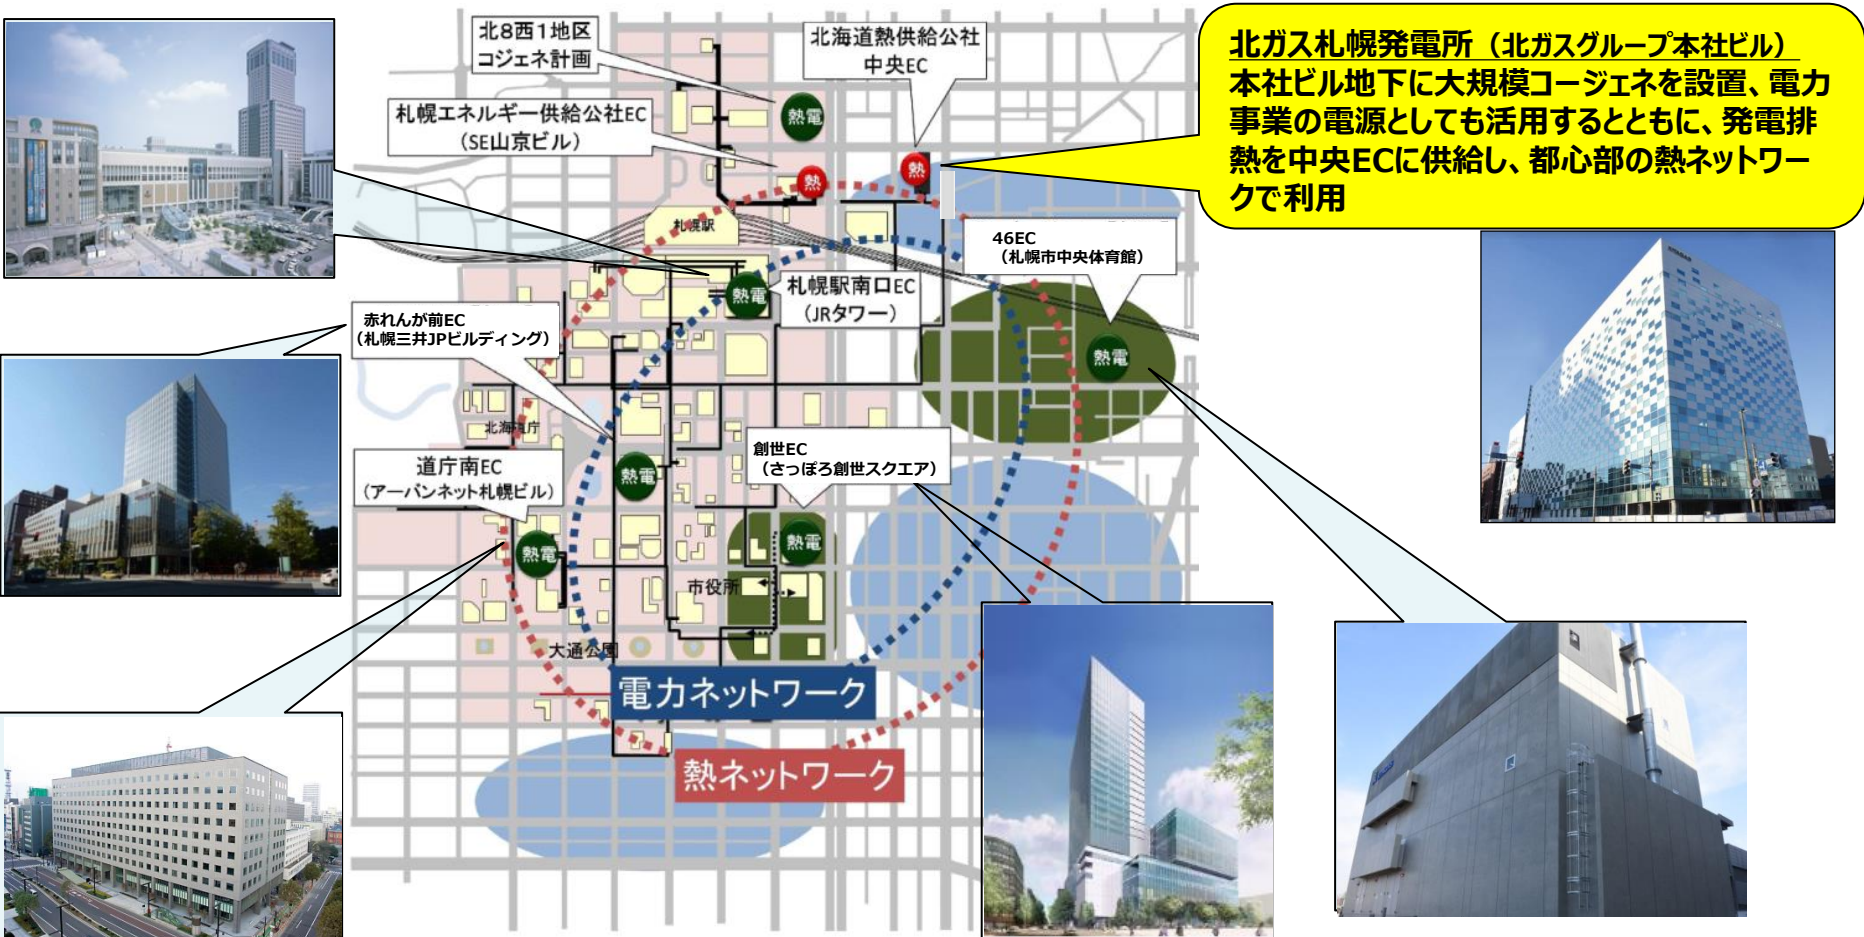 北8西1地区
コジェネ計画
北海道熱供給公社
中央EC
札幌エネルギー供給公社EC
（SE山京ビル）
北ガス札幌発電所（北ガスグループ本社ビル）
本社ビル地下に大規模コージェネを設置、電力
事業の電源としても活用するとともに、発電排
熱を中央ECに供給し、都心部の熱ネットワー
クで利用
熱電
熱
熱
札幌駅
46EC
（札幌市中央体育館）
熱電
札幌駅南口EC
（JRタワー）
赤れんが前EC
（札幌三井JPビルディング）
熱電
北海道庁
道庁南EC
（アーバンネット札幌ビル）
創世EC
（さっぽろ創世スクエア）
熱電
熱電
熱電
市役所
大通公園
電力ネットワーク
熱ネットワーク